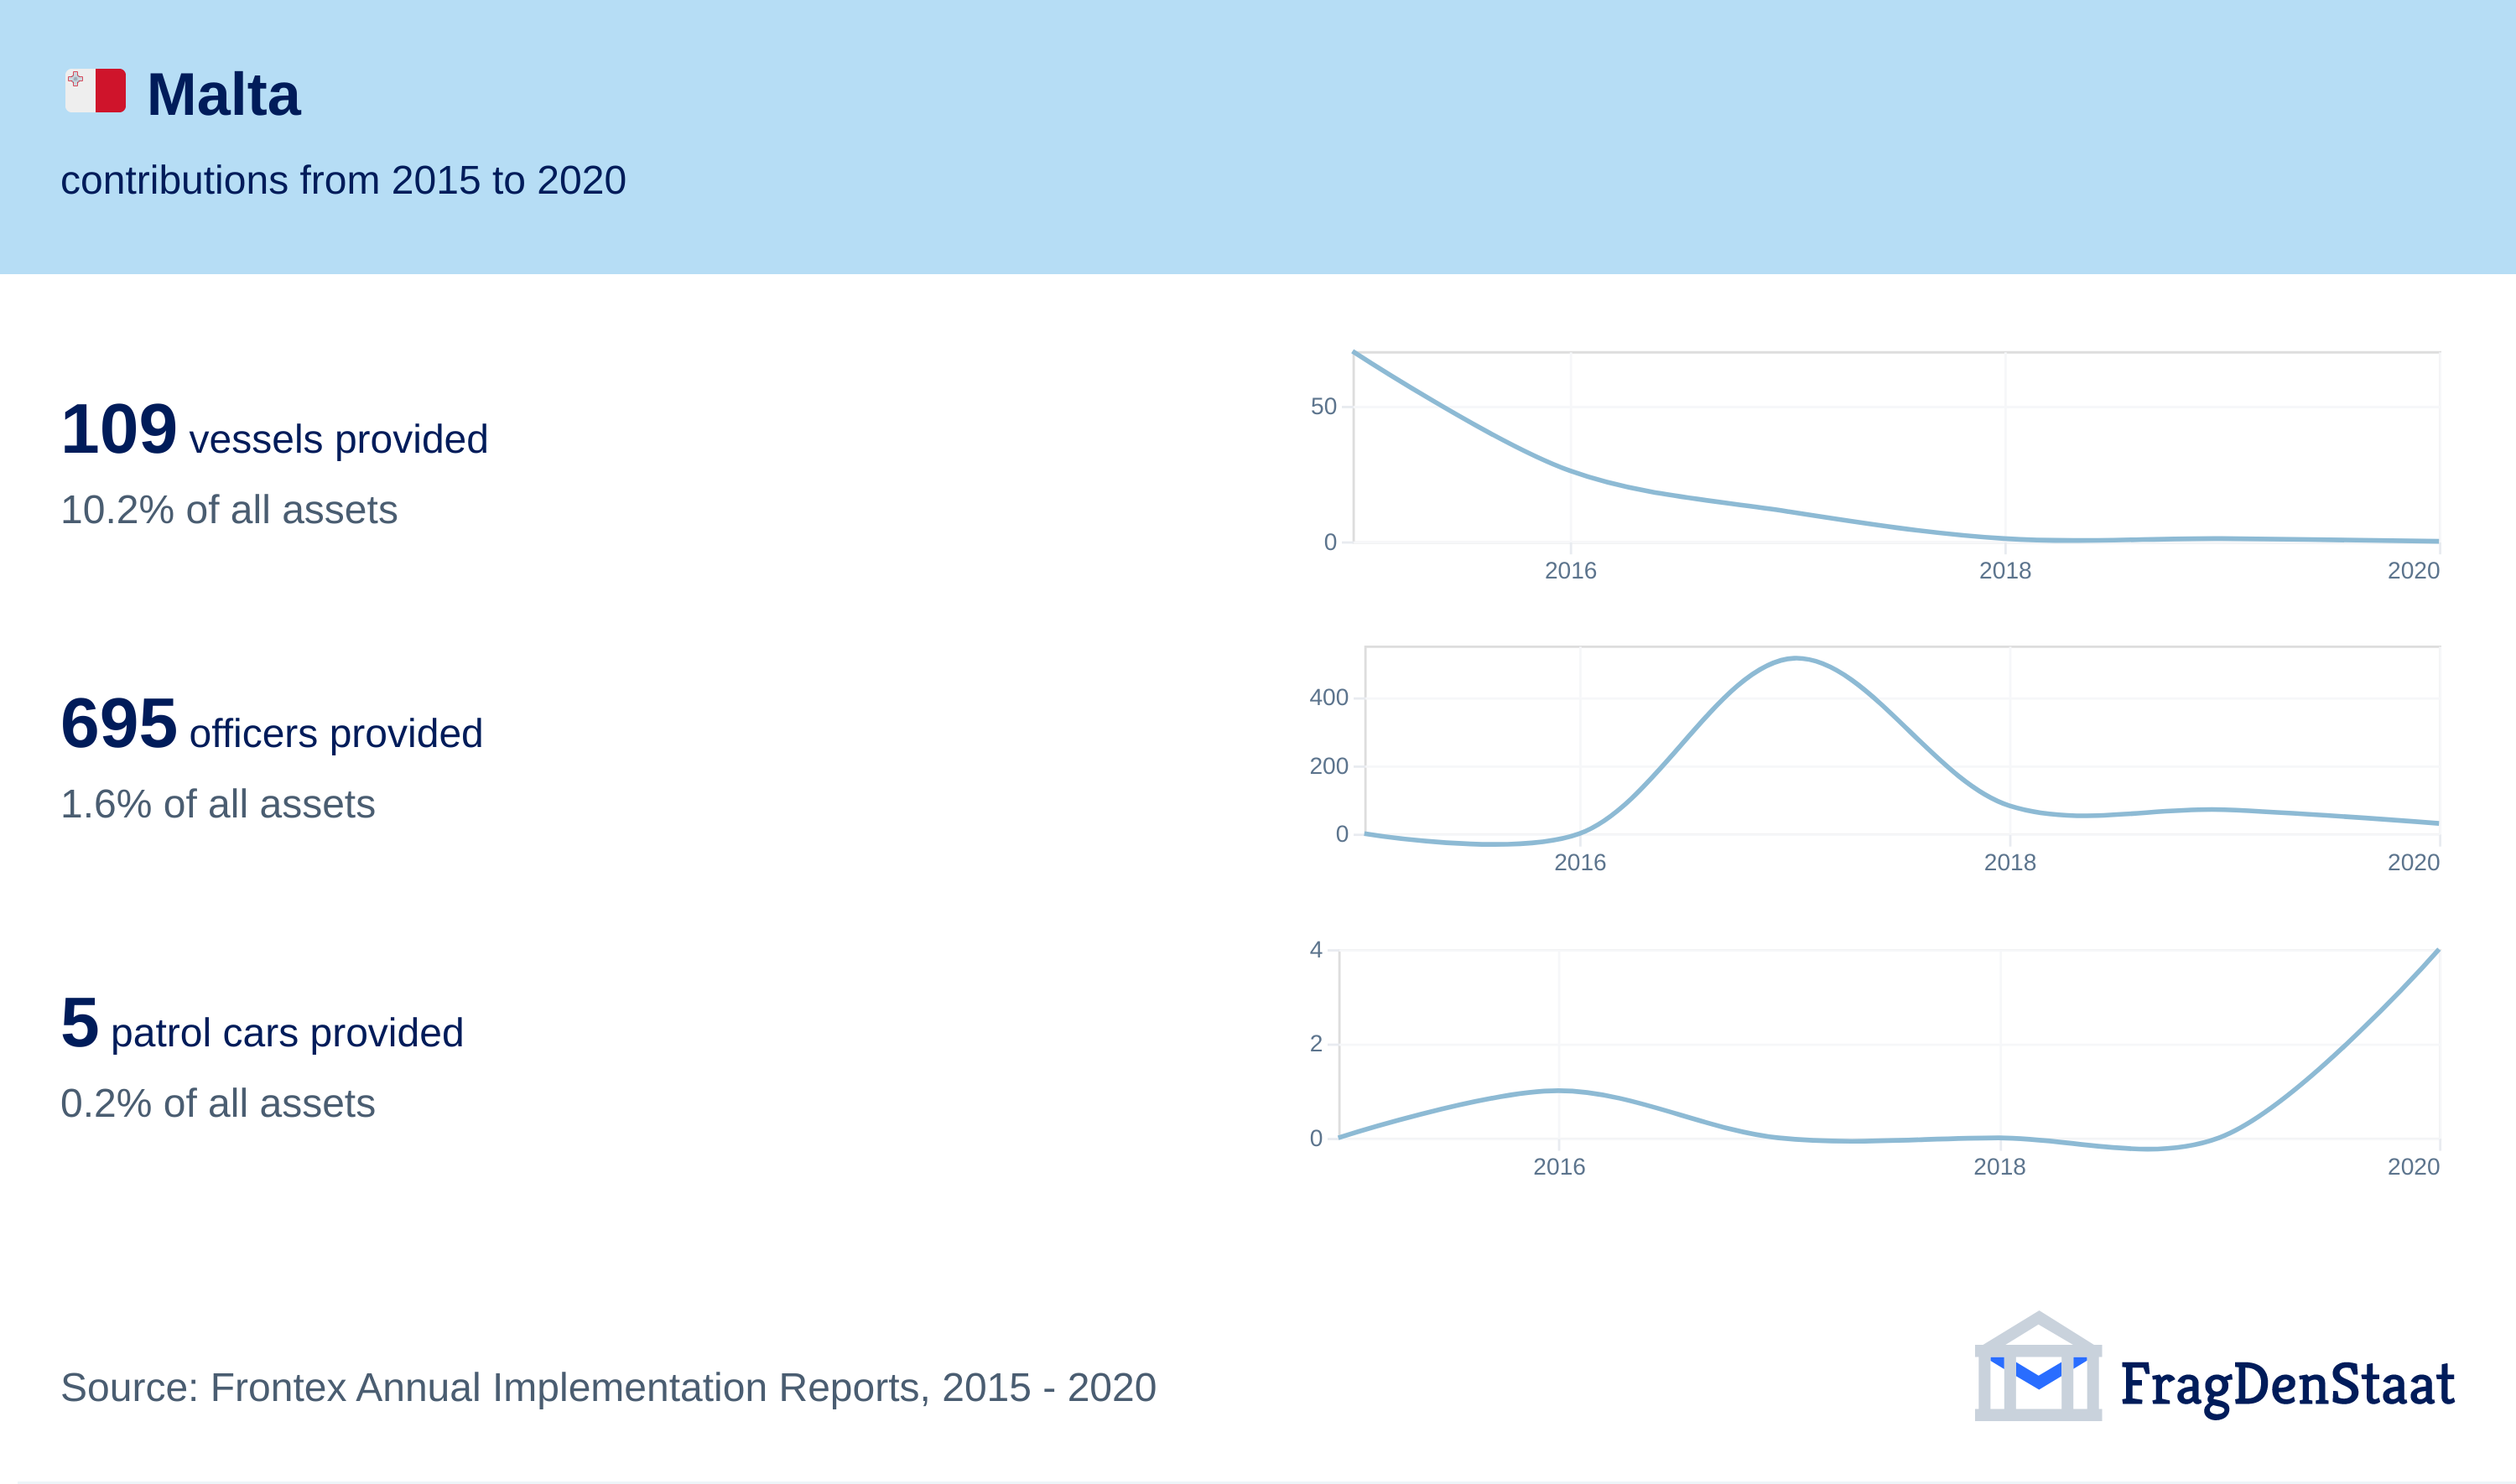 Malta
contributions from 2015 to 2020
109 vessels provided
10.2% of all assets
50
0
2016
2018
2020
695 officers provided
1.6% of all assets
400
200
0
2016
2018
2020
5 patrol cars provided
0.2% of all assets
4
2
0
2016
2018
2020
Source: Frontex Annual Implementation Reports, 2015 - 2020
FragDenStaat